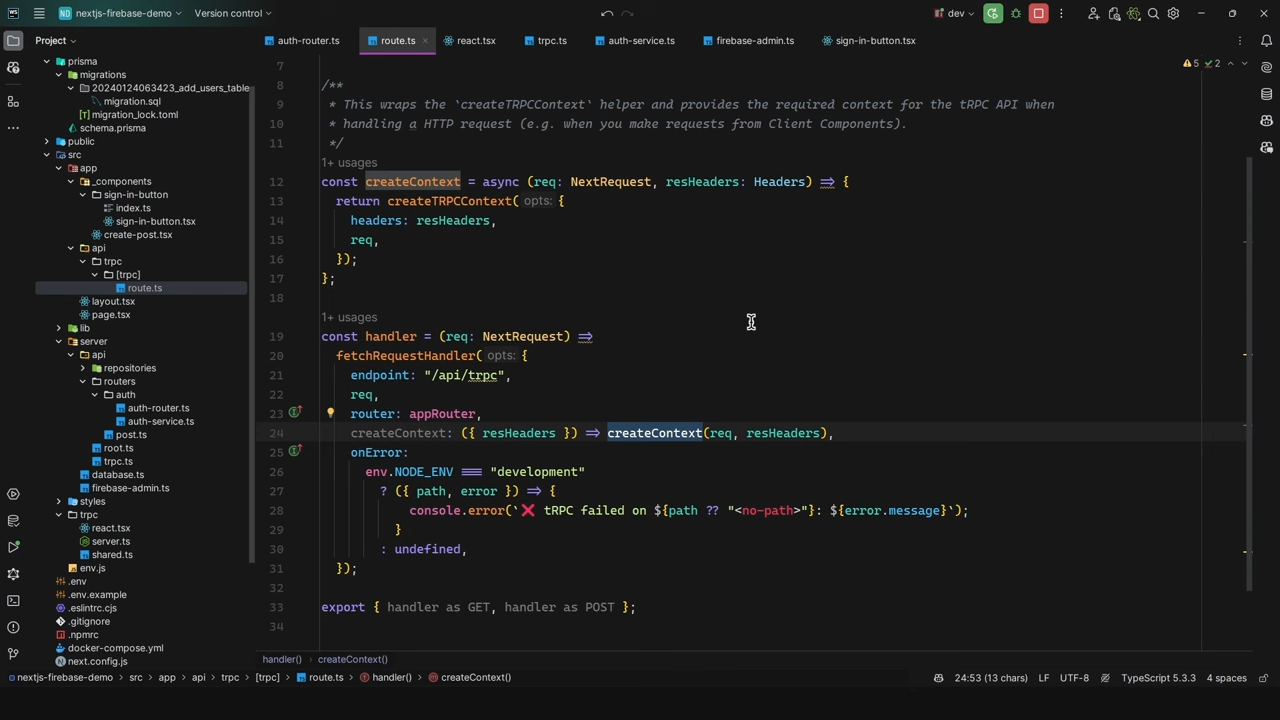 WS
ND nextjs-firebase-demo
Version control
dev
Project
auth-router.ts
route.ts
react.tsx
trpc.ts
auth-service.ts
firebase-admin.ts
sign-in-button.tsx
prisma
migrations
20240124063423_add_users_table
migration.sql
migration_lock.toml
schema.prisma
public
src
app
_components
sign-in-button
index.ts
sign-in-button.tsx
create-post.tsx
api
trpc
[trpc]
route.ts
layout.tsx
page.tsx
lib
server
api
repositories
routers
auth
auth-router.ts
auth-service.ts
post.ts
root.ts
trpc.ts
database.ts
firebase-admin.ts
styles
trpc
react.tsx
server.ts
shared.ts
env.js
.env
.env.example
.eslintrc.cjs
.gitignore
.npmrc
docker-compose.yml
next.config.js
5 2
7
8 /**
9 * This wraps the `createTRPCContext` helper and provides the required context for the tRPC API when
10 * handling a HTTP request (e.g. when you make requests from Client Components).
11 */
1+ usages
12 const createContext = async (req: NextRequest, resHeaders: Headers) => {
13 return createTRPCContext( opts: {
14 headers: resHeaders,
15 req,
16 });
17 };
18
1+ usages
19 const handler = (req: NextRequest) =>
20 fetchRequestHandler( opts: {
21 endpoint: "/api/trpc",
22 req,
23 router: appRouter,
24 createContext: ({ resHeaders }) => createContext(req, resHeaders),
25 onError:
26 env.NODE_ENV === "development"
27 ? ({ path, error }) => {
28 console.error(`❌ tRPC failed on ${path ?? "<no-path>"}: ${error.message}`);
29 }
30 : undefined,
31 });
32
33 export { handler as GET, handler as POST };
34
handler() › createContext()
nextjs-firebase-demo › src › app › api › trpc › [trpc] › route.ts › handler() › createContext()
24:53 (13 chars) LF UTF-8 TypeScript 5.3.3 4 spaces